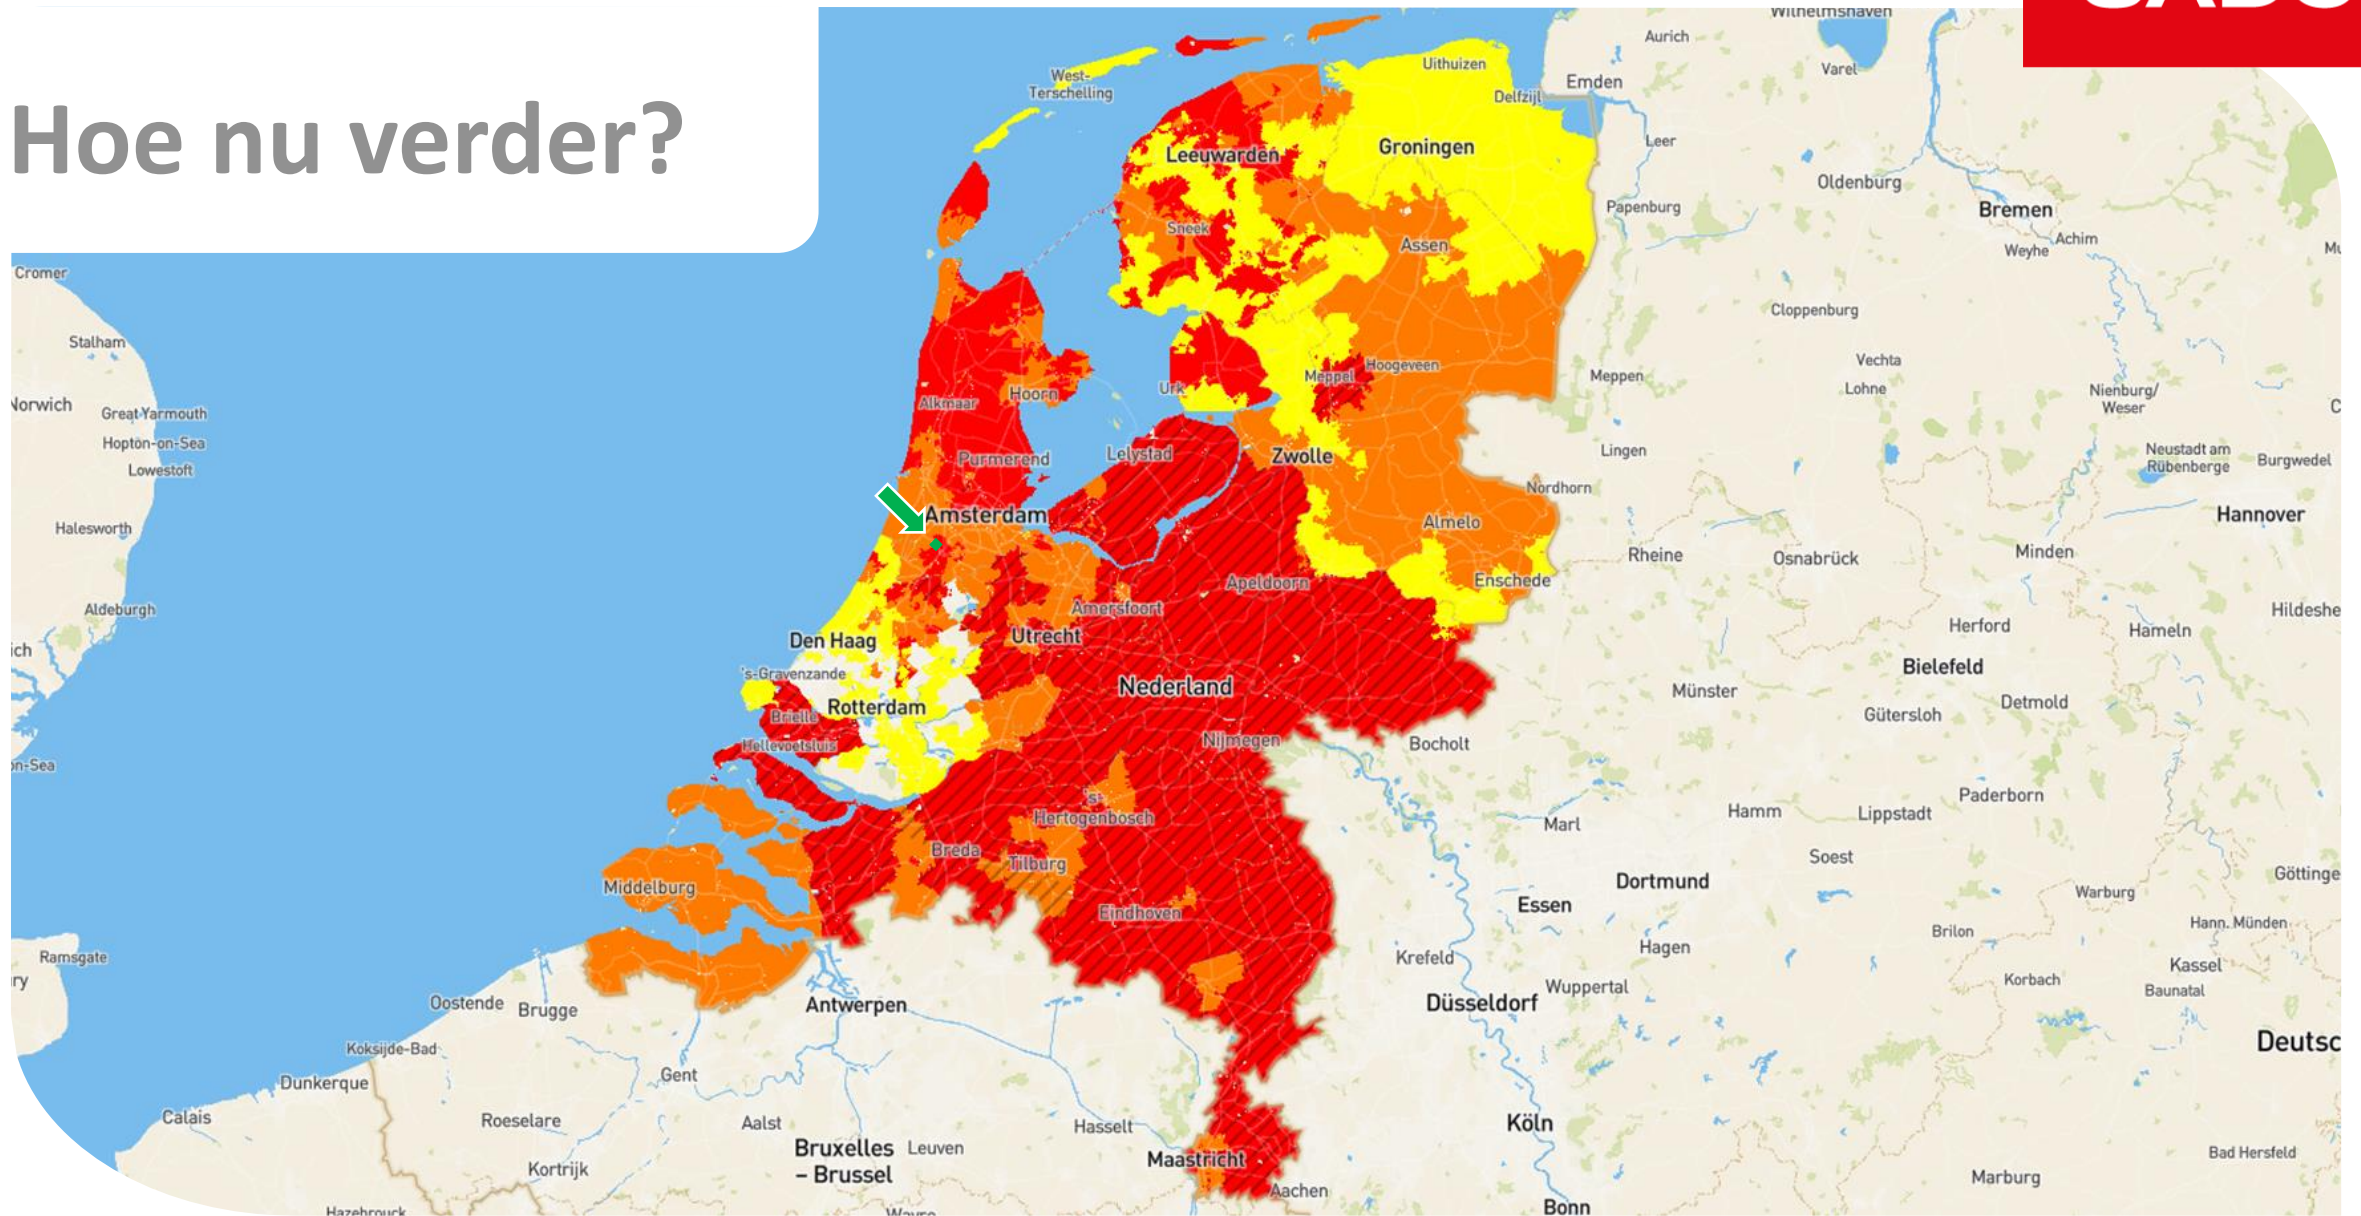 Hoe nu verder?
Wilhelmshaven
Aurich
Varel
Emden
Uithuizen
Delfzijl
West-
Terschelling
Leer
Groningen
Leeuwarden
Oldenburg
Papenburg
Bremen
Achim
Weyhe
Sneek
Assen
Cromer
Cloppenburg
Stalham
Vechta
Lohne
Meppen
Nienburg/
Weser
Hoogeveen
Meppel
Urk
Hoorn
Alkmaar
Norwich
Great Yarmouth
Hopton-on-Sea
Lowestoft
Purmerend
Lelystad
Zwolle
Lingen
Neustadt am
Rübenberge
Burgwedel
Nordhorn
Amsterdam
Almelo
Hannover
Halesworth
Rheine
Osnabrück
Minden
Enschede
Apeldoorn
Amersfoort
Aldeburgh
Hildeshe
Herford
Hameln
Den Haag
Utrecht
ich
's-Gravenzande
Nederland
Bielefeld
Münster
Detmold
Gütersloh
Brielle
Rotterdam
Hellevoetsluis
Nijmegen
Bocholt
on-Sea
's-
Hertogenbosch
Marl
Hamm
Lippstadt
Paderborn
Breda
Tilburg
Soest
Middelburg
Dortmund
Göttinge
Warburg
Essen
Eindhoven
Hann. Münden
Brilon
Hagen
Krefeld
Ramsgate
Kassel
ry
Korbach
Wuppertal
Baunatal
Oostende
Brugge
Antwerpen
Düsseldorf
Deutsc
Koksijde-Bad
Dunkerque
Gent
Calais
Roeselare
Aalst
Hasselt
Köln
Bruxelles
– Brussel
Leuven
Maastricht
Kortrijk
Bad Hersfeld
Marburg
Aachen
Bonn
Hazebrouck
Wavre